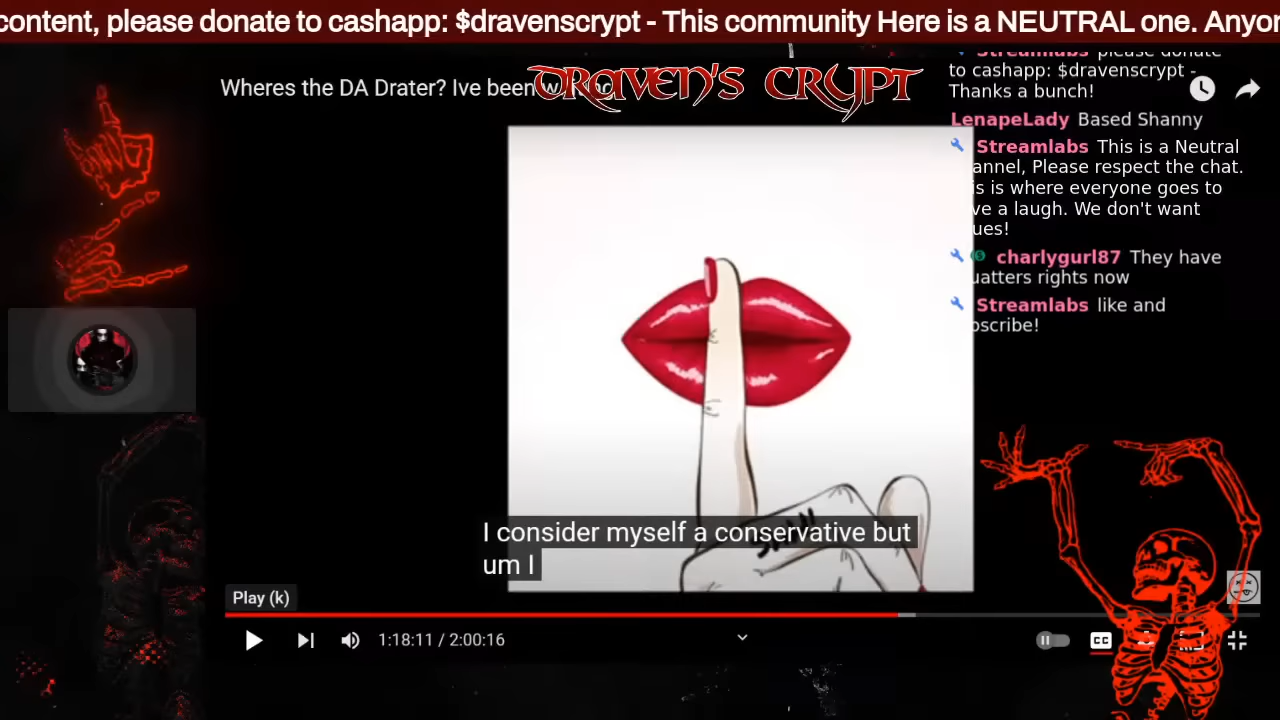 content, please donate to cashapp: $dravenscrypt - This community Here is a NEUTRAL one. Anyon
Wheres the DA Drater? Ive been
DRAVEN'S CRYPT
Streamlabs please donate
to cashapp: $dravenscrypt -
Thanks a bunch!
LenapeLady Based Shanny
Streamlabs This is a Neutral
annel, Please respect the chat.
is is where everyone goes to
ve a laugh. We don't want
ues!
charlygurl87 They have
uatters rights now
Streamlabs like and
oscribe!
I consider myself a conservative but
um I
Play (k)
1:18:11 / 2:00:16
CC